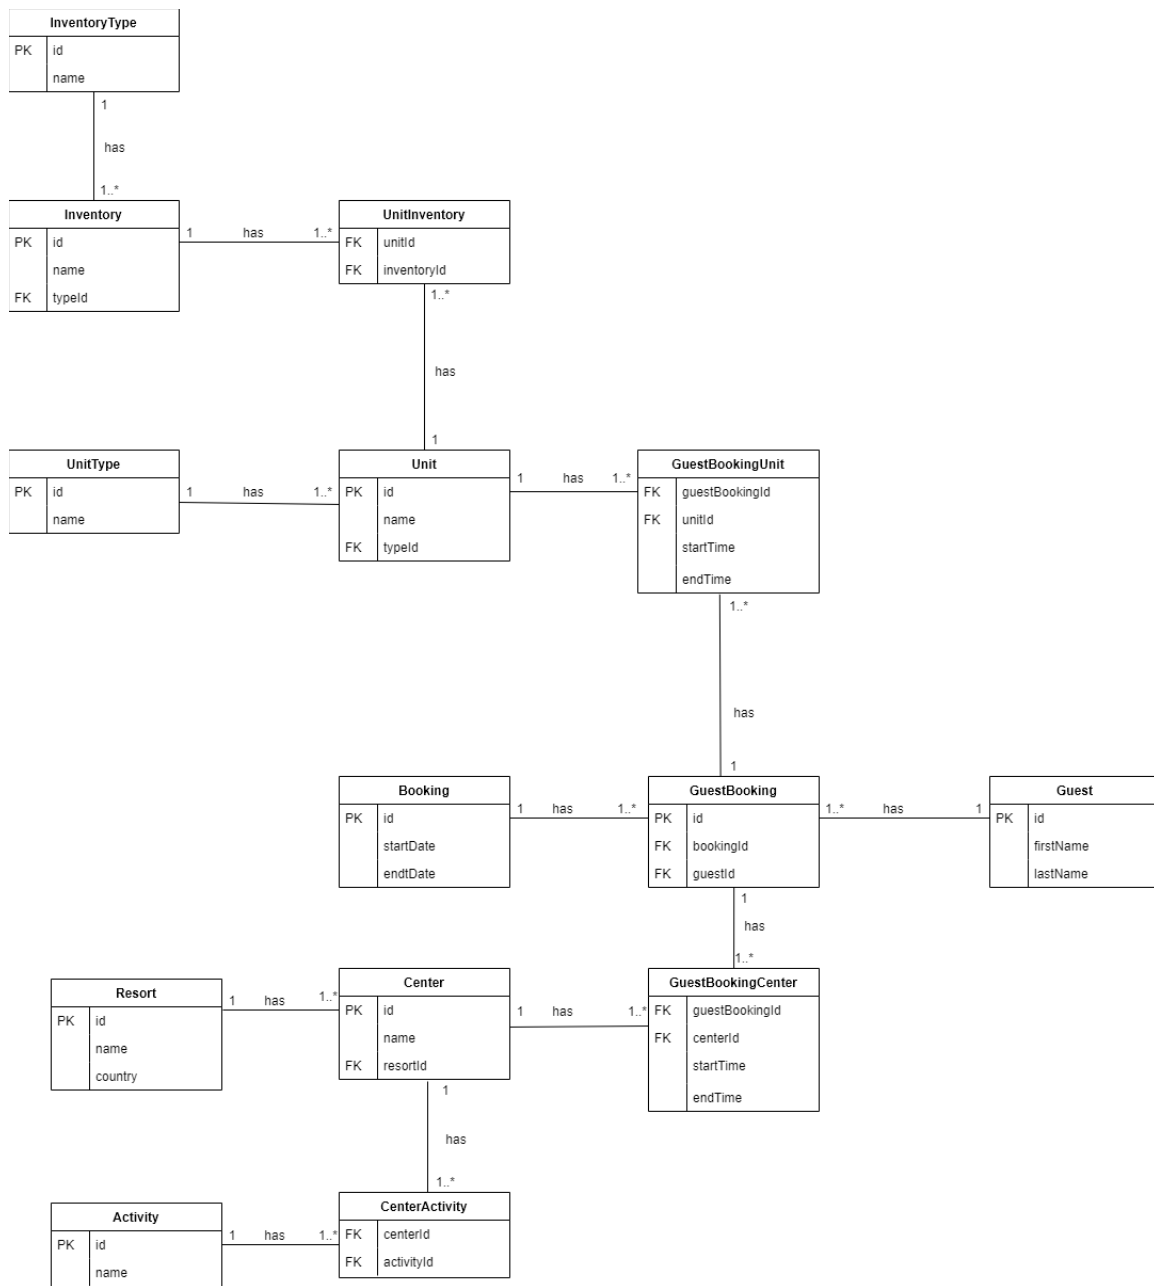 InventoryType
PK id
name
1
has
1..*
Inventory
PK id
name
FK typeId
1 has 1..*
UnitInventory
FK unitId
FK inventoryId
1..*
has
1
UnitType
PK id
name
1 has 1..*
Unit
PK id
name
FK typeId
1 has 1..*
GuestBookingUnit
FK guestBookingId
FK unitId
startTime
endTime
1..*
has
1
Booking
PK id
startDate
endtDate
1 has 1..*
GuestBooking
PK id
FK bookingId
FK guestId
1..* has 1
Guest
PK id
firstName
lastName
1
has
1..*
Resort
PK id
name
country
1 has 1..*
Center
PK id
name
FK resortId
1 has 1..*
GuestBookingCenter
FK guestBookingId
FK centerId
startTime
endTime
1
has
1..*
Activity
PK id
name
1 has 1..*
CenterActivity
FK centerId
FK activityId